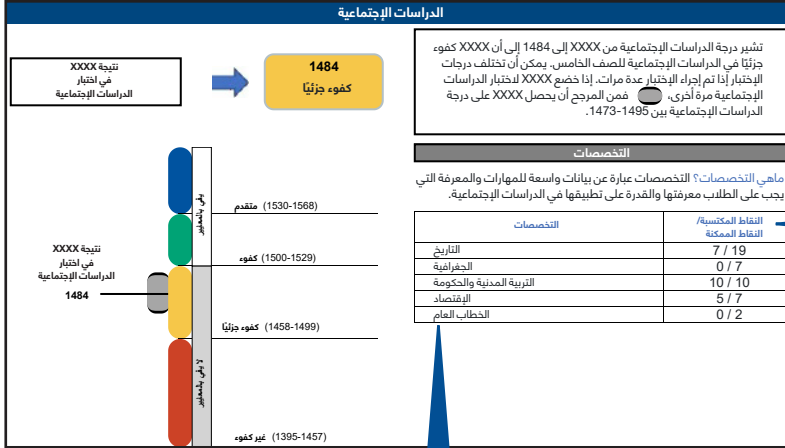 الدراسات الإجتماعية
تشير درجة الدراسات الإجتماعية من XXXX إلى 1484 إلى أن XXXX كفوء
جزئيًا في الدراسات الإجتماعية للصف الخامس. يمكن أن تختلف درجات
الإختبار إذا تم إجراء الإختبار عدة مرات. إذا خضع XXXX لاختبار الدراسات
الإجتماعية مرة أخرى، فمن المرجح أن يحصل XXXX على درجة
الدراسات الإجتماعية بين 1495-1473.
1484
كفوء جزئيًا
نتيجة XXXX
في اختبار
الدراسات الإجتماعية
التخصصات
ماهي التخصصات؟ التخصصات عبارة عن بيانات واسعة للمهارات والمعرفة التي
يجب على الطلاب معرفتها والقدرة على تطبيقها في الدراسات الإجتماعية.
النقاط المكتسبة/
النقاط الممكنة
التخصصات
التاريخ 7 / 19
الجغرافية 0 / 7
التربية المدنية والحكومة 10 / 10
الإقتصاد 5 / 7
الخطاب العام 0 / 2
يفي بالمعايير
لا يفي بالمعايير
متقدم (1530-1568)
كفوء (1500-1529)
كفوء جزئيًا (1458-1499)
غير كفوء (1395-1457)
نتيجة XXXX
في اختبار
الدراسات الإجتماعية
1484